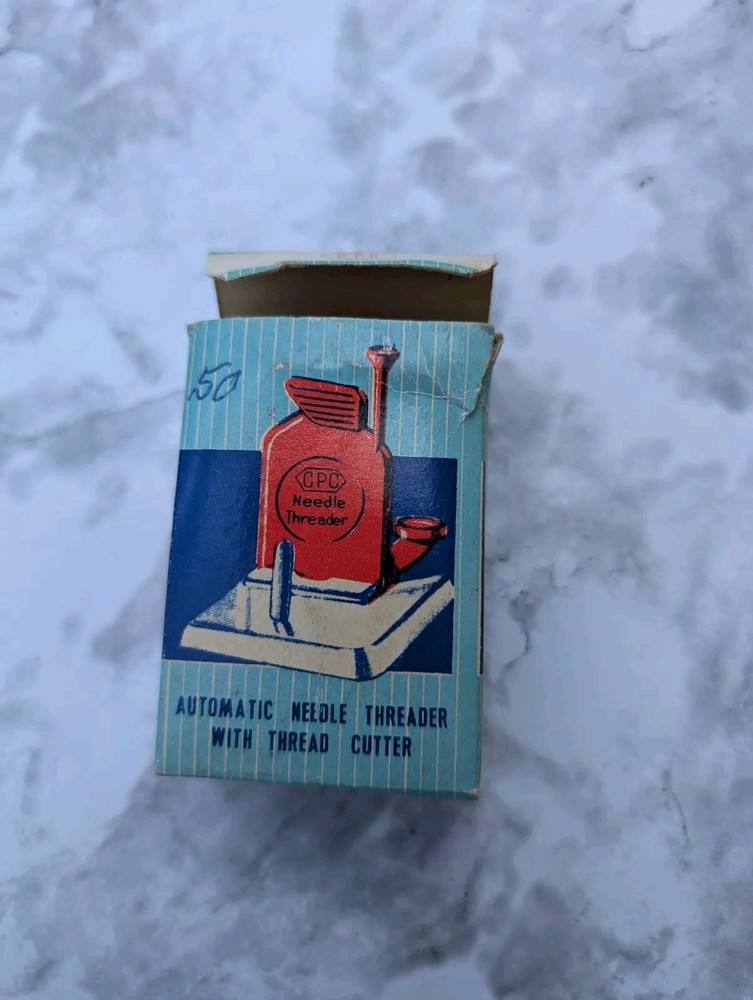 50
CPC
Needle
Threader
AUTOMATIC NEEDLE THREADER
WITH THREAD CUTTER